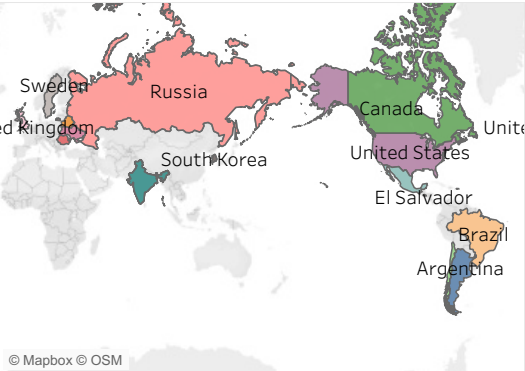 Sweden
Russia
Canada
ed Kingdom
Unite
South Korea
United States
El Salvador
Brazil
Argentina
© Mapbox © OSM